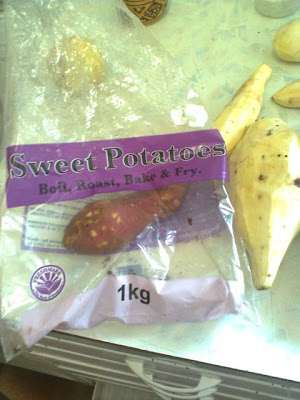 Sweet Potatoes
Boil, Roast, Bake & Fry.
1kg